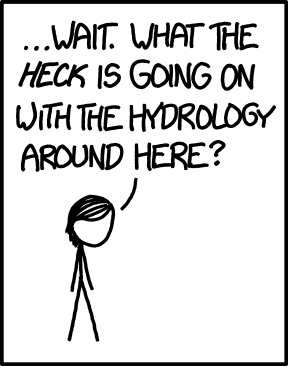 ...WAIT. WHAT THE
HECK IS GOING ON
WITH THE HYDROLOGY
AROUND HERE?